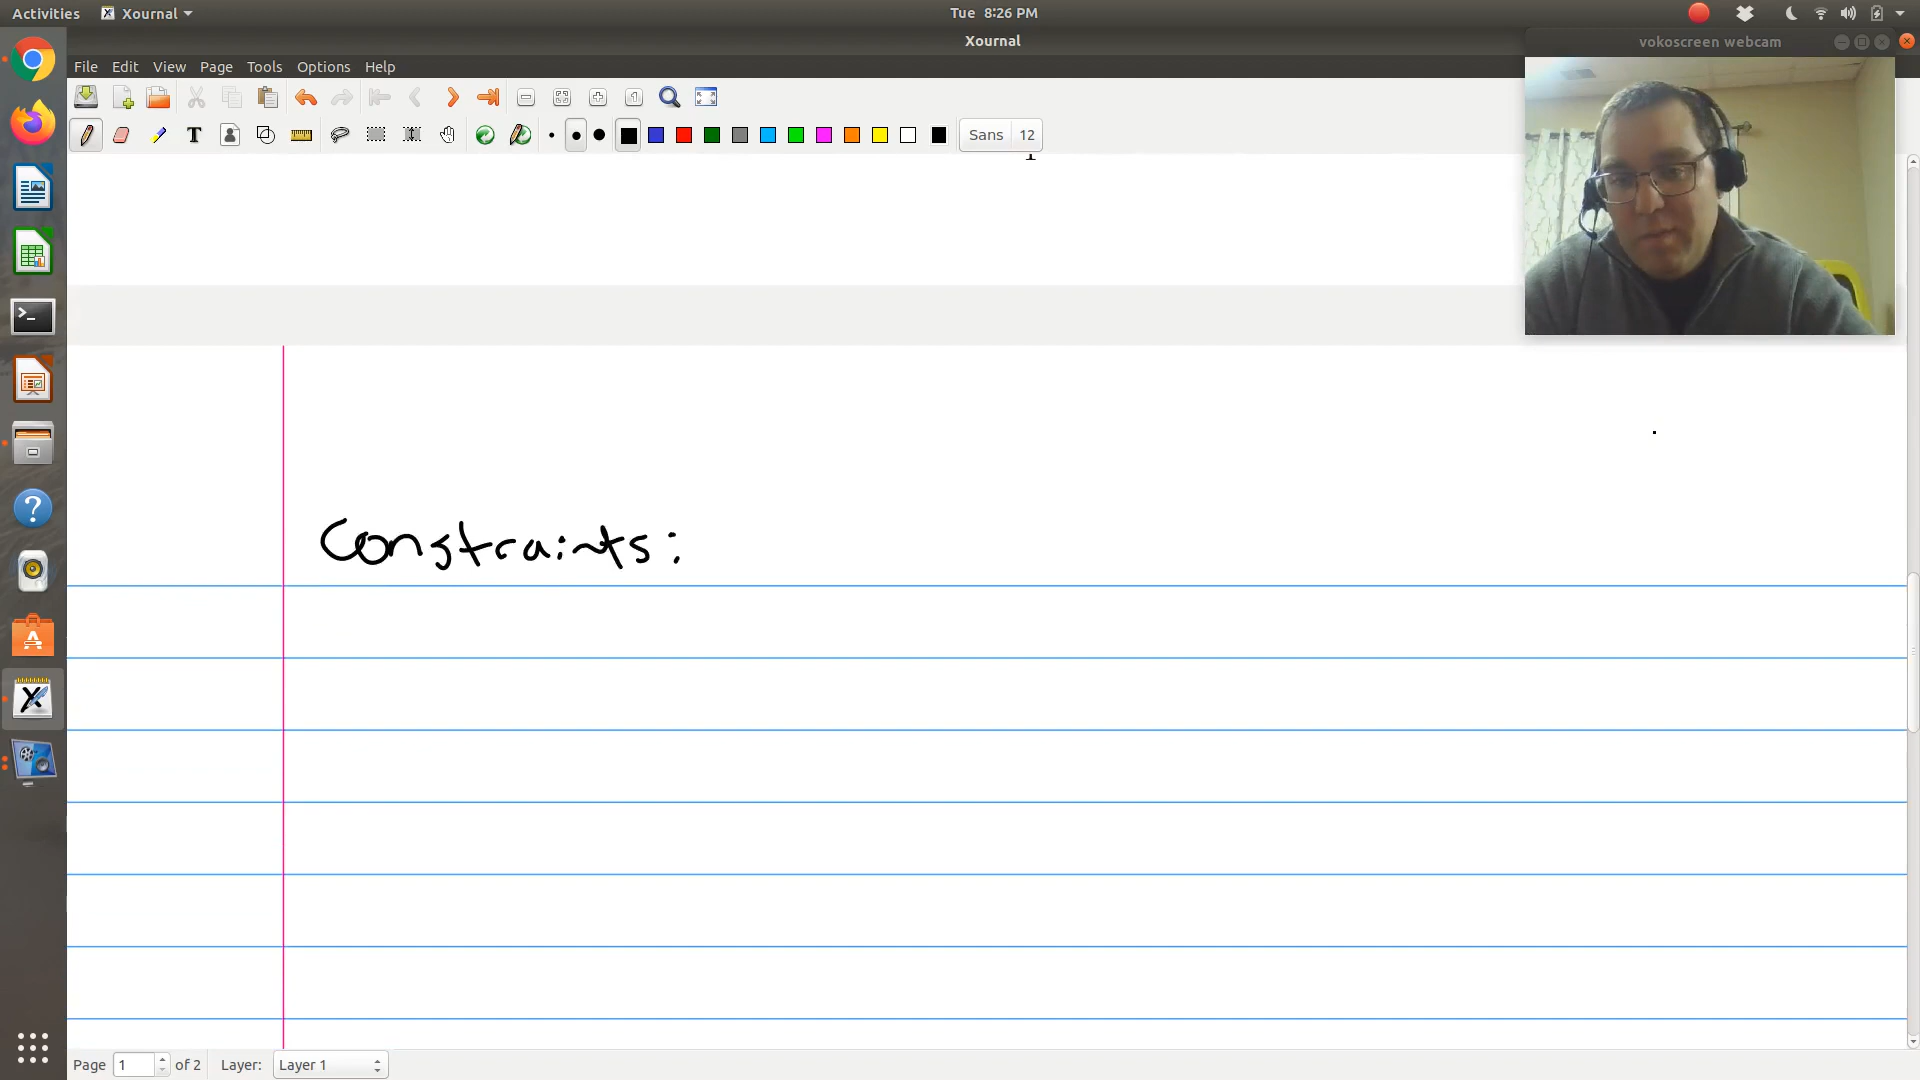 Activities Xournal Tue 8:26 PM
Xournal
vokoscreen webcam
File Edit View Page Tools Options Help
T Sans 12
Constraints:
Page 1 of 2 Layer: Layer 1